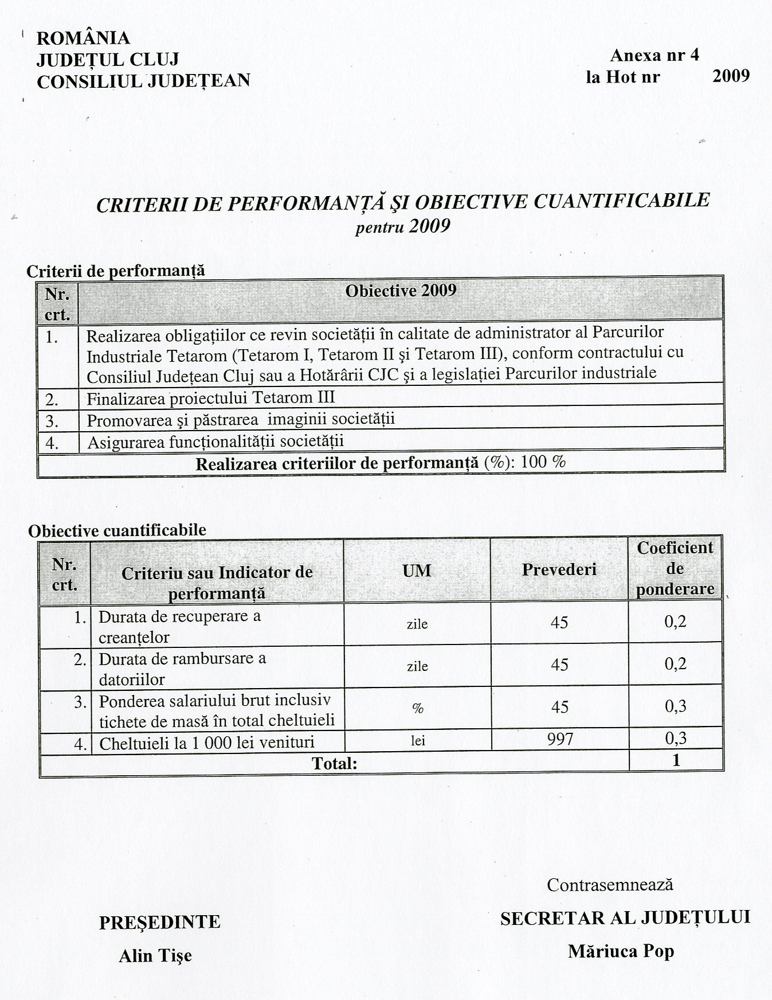 ROMÂNIA
JUDEȚUL CLUJ
CONSILIUL JUDEȚEAN
Anexa nr 4
la Hot nr 2009
CRITERII DE PERFORMANȚĂ ŞI OBIECTIVE CUANTIFICABILE
pentru 2009
Criterii de performanță
Nr. crt. Obiective 2009
1. Realizarea obligațiilor ce revin societății în calitate de administrator al Parcurilor
Industriale Tetarom (Tetarom I, Tetarom II şi Tetarom III), conform contractului cu
Consiliul Județean Cluj sau a Hotărârii CJC şi a legislației Parcurilor industriale
2. Finalizarea proiectului Tetarom III
3. Promovarea şi păstrarea imaginii societății
4. Asigurarea funcționalității societății
Realizarea criteriilor de performanță (%): 100 %
Obiective cuantificabile
Nr.
crt.
Criteriu sau Indicator de
performanță
UM
Prevederi
Coeficient
de
ponderare
1. Durata de recuperare a
creanțelor
zile 45 0,2
2. Durata de rambursare a
datoriilor
zile 45 0,2
3. Ponderea salariului brut inclusiv
tichete de masă în total cheltuieli
% 45 0,3
4. Cheltuieli la 1 000 lei venituri lei 997 0,3
Total: 1
Contrasemnează
PREŞEDINTE
SECRETAR AL JUDEȚULUI
Alin Tişe
Măriuca Pop